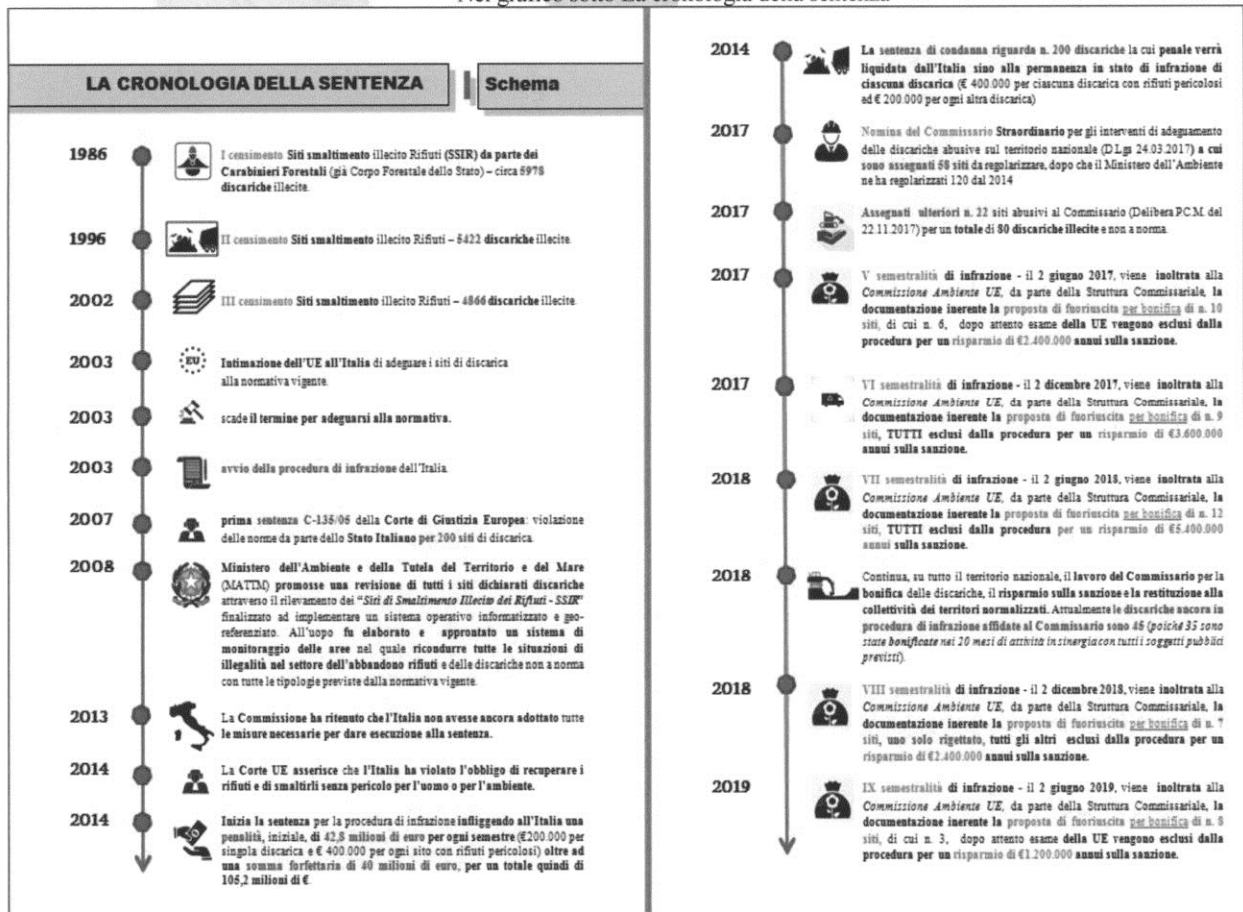 Nel grafico sotto La cronologia della sentenza
LA CRONOLOGIA DELLA SENTENZA
Schema
1986
I censimento Siti smaltimento illecito Rifiuti (SSIR) da parte dei
Carabinieri Forestali (già Corpo Forestale dello Stato) – circa 5978
discariche illecite.
1996
II censimento Siti smaltimento illecito Rifiuti – 5422 discariche illecite.
2002
III censimento Siti smaltimento illecito Rifiuti – 4866 discariche illecite.
2003
EU
Intimazione dell'UE all'Italia di adeguare i siti di discarica
alla normativa vigente.
2003
scade il termine per adeguarsi alla normativa.
2003
avvio della procedura di infrazione dell'Italia.
2007
prima sentenza C-135/05 della Corte di Giustizia Europea: violazione
delle norme da parte dello Stato Italiano per 200 siti di discarica.
2008
Ministero dell'Ambiente e della Tutela del Territorio e del Mare
(MATTM) promosse una revisione di tutti i siti dichiarati discariche
attraverso il rilevamento dei "Siti di Smaltimento Illecito dei Rifiuti - SSIR"
finalizzato ad implementare un sistema operativo informatizzato e geo-
referenziato. All'uopo fu elaborato e approntato un sistema di
monitoraggio delle aree nel quale ricondurre tutte le situazioni di
illegalità nel settore dell'abbandono rifiuti e delle discariche non a norma
con tutte le tipologie previste dalla normativa vigente.
2013
La Commissione ha ritenuto che l'Italia non avesse ancora adottato tutte
le misure necessarie per dare esecuzione alla sentenza.
2014
La Corte UE asserisce che l'Italia ha violato l'obbligo di recuperare i
rifiuti e di smaltirli senza pericolo per l'uomo o per l'ambiente.
2014
Inizia la sentenza per la procedura di infrazione infliggendo all'Italia una
penalità, iniziale, di 42,8 milioni di euro per ogni semestre (€200.000 per
singola discarica e € 400.000 per ogni sito con rifiuti pericolosi) oltre ad
una somma forfettaria di 40 milioni di euro, per un totale quindi di
105,2 milioni di €.
2014
La sentenza di condanna riguarda n. 200 discariche la cui penale verrà
liquidata dall'Italia sino alla permanenza in stato di infrazione di
ciascuna discarica (€ 400.000 per ciascuna discarica con rifiuti pericolosi
ed € 200.000 per ogni altra discarica)
2017
Nomina del Commissario Straordinario per gli interventi di adeguamento
delle discariche abusive sul territorio nazionale (D.Lgs 24.03.2017) a cui
sono assegnati 58 siti da regolarizzare, dopo che il Ministero dell'Ambiente
ne ha regolarizzati 120 dal 2014
2017
Assegnati ulteriori n. 22 siti abusivi al Commissario (Delibera P.C.M. del
22.11.2017) per un totale di 80 discariche illecite e non a norma.
2017
V semestralità di infrazione - il 2 giugno 2017, viene inoltrata alla
Commissione Ambiente UE, da parte della Struttura Commissariale, la
documentazione inerente la proposta di fuoriuscita per bonifica di n. 10
siti, di cui n. 6, dopo attento esame della UE vengono esclusi dalla
procedura per un risparmio di €2.400.000 annui sulla sanzione.
2017
VI semestralità di infrazione - il 2 dicembre 2017, viene inoltrata alla
Commissione Ambiente UE, da parte della Struttura Commissariale, la
documentazione inerente la proposta di fuoriuscita per bonifica di n. 9
siti, TUTTI esclusi dalla procedura per un risparmio di €3.600.000
annui sulla sanzione.
2018
VII semestralità di infrazione - il 2 giugno 2018, viene inoltrata alla
Commissione Ambiente UE, da parte della Struttura Commissariale, la
documentazione inerente la proposta di fuoriuscita per bonifica di n. 12
siti, TUTTI esclusi dalla procedura per un risparmio di €5.400.000
annui sulla sanzione.
2018
Continua, su tutto il territorio nazionale, il lavoro del Commissario per la
bonifica delle discariche, il risparmio sulla sanzione e la restituzione alla
collettività dei territori normalizzati. Attualmente le discariche ancora in
procedura di infrazione affidate al Commissario sono 46 (poiché 35 sono
state bonificate nei 20 mesi di attività in sinergia con tutti i soggetti pubblici
previsti).
2018
VIII semestralità di infrazione - il 2 dicembre 2018, viene inoltrata alla
Commissione Ambiente UE, da parte della Struttura Commissariale, la
documentazione inerente la proposta di fuoriuscita per bonifica di n. 7
siti, uno solo rigettato, tutti gli altri esclusi dalla procedura per un
risparmio di €2.400.000 annui sulla sanzione.
2019
IX semestralità di infrazione - il 2 giugno 2019, viene inoltrata alla
Commissione Ambiente UE, da parte della Struttura Commissariale, la
documentazione inerente la proposta di fuoriuscita per bonifica di n. 5
siti, di cui n. 3, dopo attento esame della UE vengono esclusi dalla
procedura per un risparmio di €1.200.000 annui sulla sanzione.